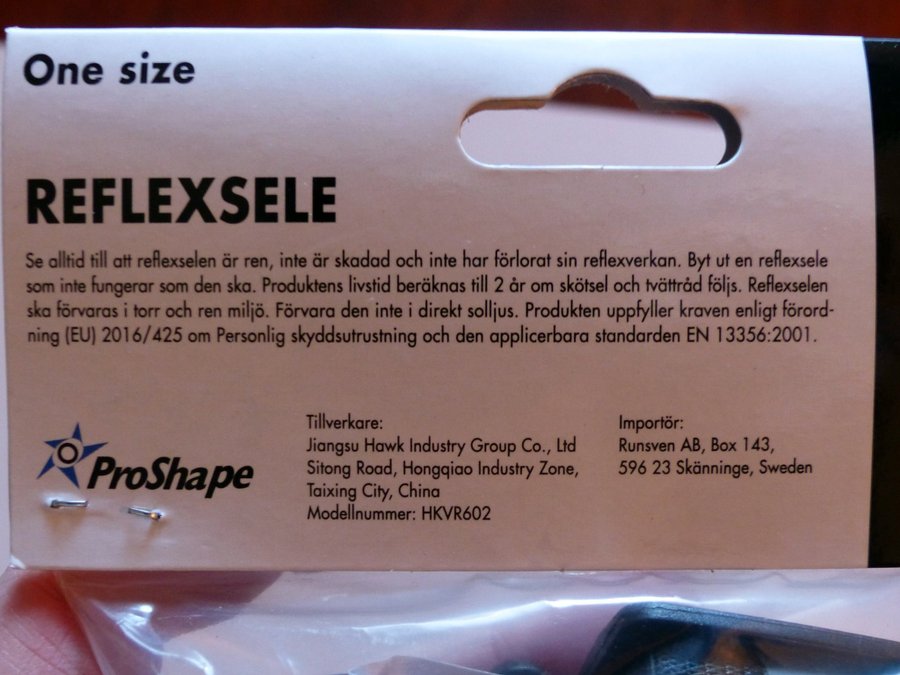 One size
REFLEXSELE
Se alltid till att reflexselen är ren, inte är skadad och inte har förlorat sin reflexverkan. Byt ut en reflexsele
som inte fungerar som den ska. Produktens livstid beräknas till 2 år om skötsel och tvättråd följs. Reflexselen
ska förvaras i torr och ren miljö. Förvara den inte i direkt solljus. Produkten uppfyller kraven enligt förord-
ning (EU) 2016/425 om Personlig skyddsutrustning och den applicerbara standarden EN 13356:2001.
ProShape
Tillverkare:
Jiangsu Hawk Industry Group Co., Ltd
Sitong Road, Hongqiao Industry Zone,
Taixing City, China
Modellnummer: HKVR602
Importör:
Runsven AB, Box 143,
596 23 Skänninge, Sweden